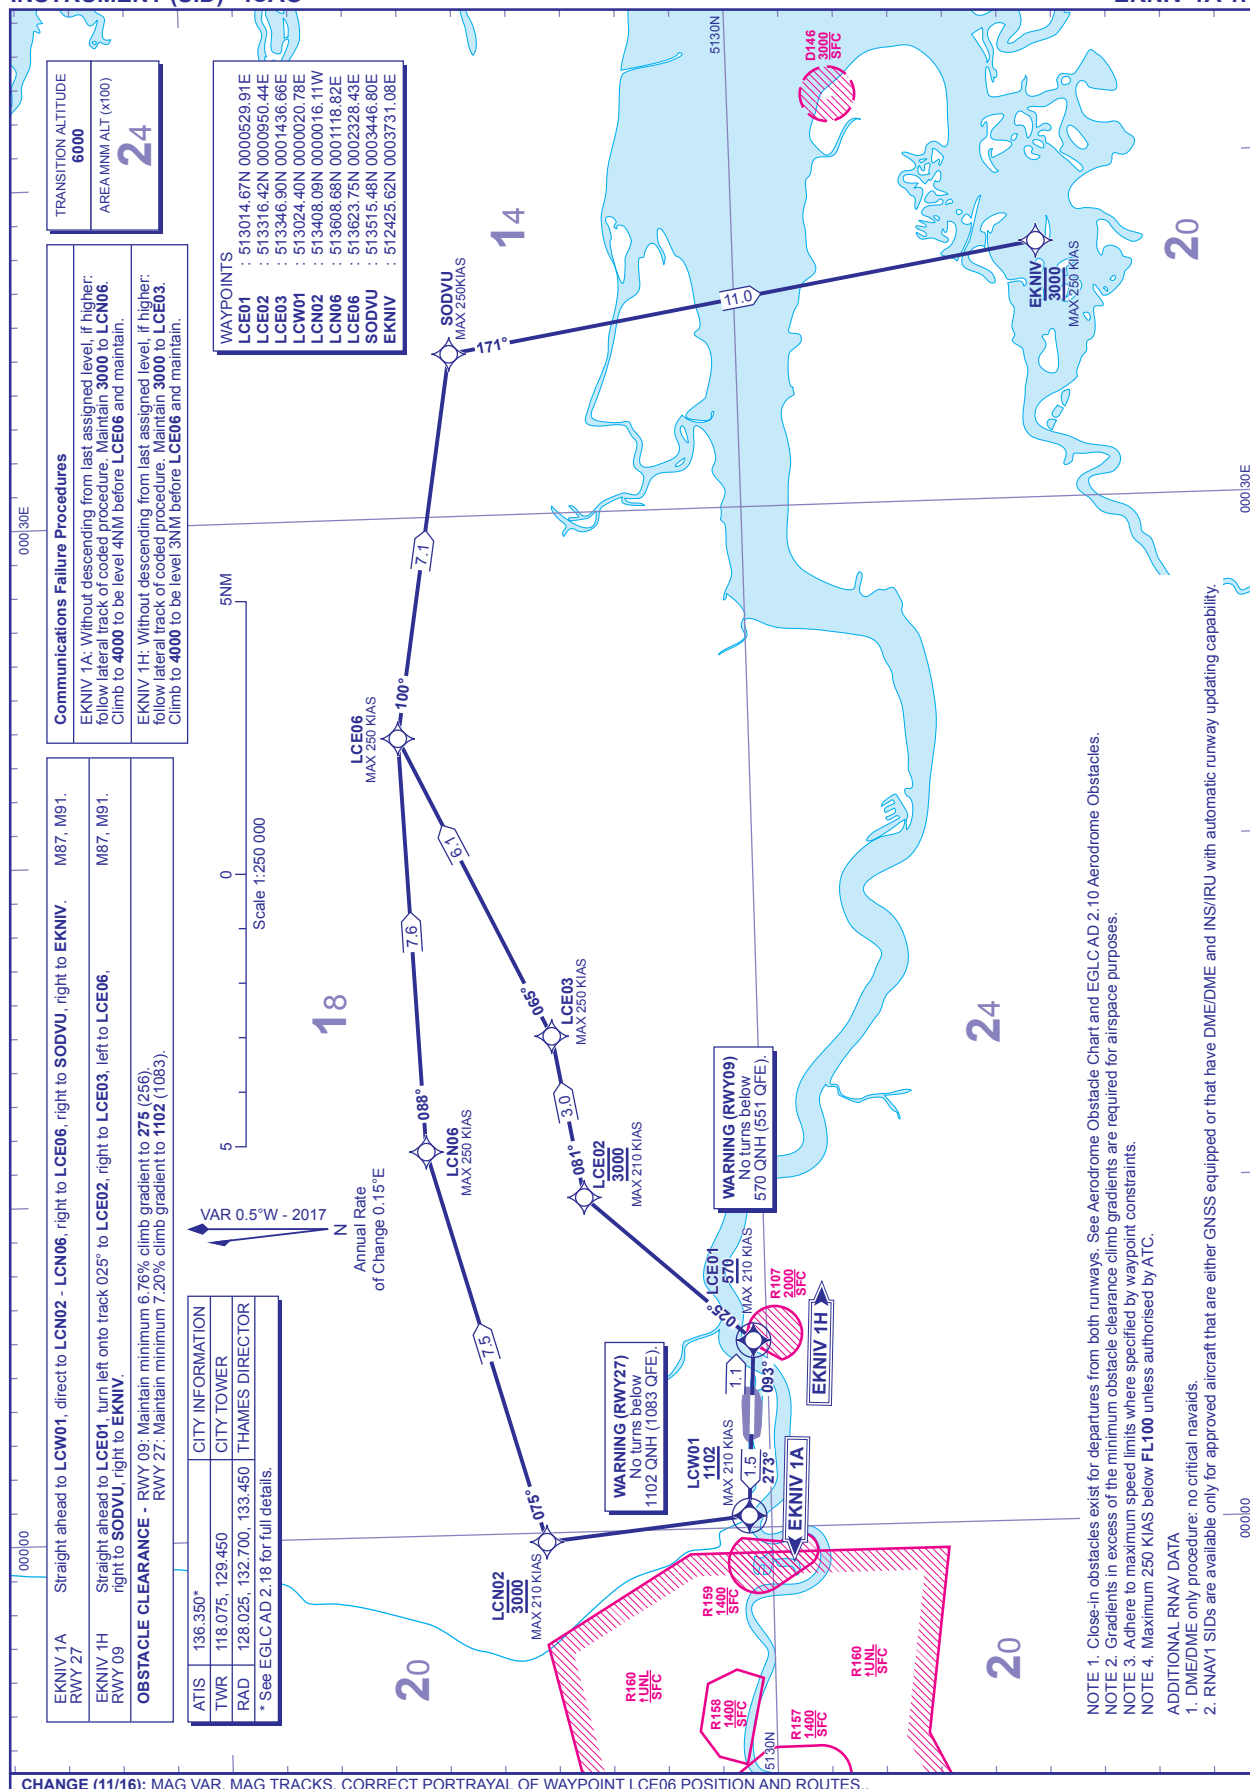 INSTRUMENT (SID) - ICAO
EKNIV 1A
EKNIV 1A
RWY 27
Straight ahead to LCW01, direct to LCN02 - LCN06, right to LCE06, right to SODVU, right to EKNIV.
M87, M91.
EKNIV 1H
RWY 09
Straight ahead to LCE01, turn left onto track 025° to LCE02, right to LCE03, left to LCE06,
right to SODVU, right to EKNIV.
M87, M91.
OBSTACLE CLEARANCE - RWY 09: Maintain minimum 6.76% climb gradient to 275 (256).
RWY 27: Maintain minimum 7.20% climb gradient to 1102 (1083).
Communications Failure Procedures
EKNIV 1A: Without descending from last assigned level, if higher:
follow lateral track of coded procedure. Maintain 3000 to LCN06.
Climb to 4000 to be level 4NM before LCE06 and maintain.
EKNIV 1H: Without descending from last assigned level, if higher:
follow lateral track of coded procedure. Maintain 3000 to LCE03.
Climb to 4000 to be level 3NM before LCE06 and maintain.
TRANSITION ALTITUDE
6000
AREA MNM ALT (x100)
24
ATIS 136.350* CITY INFORMATION
TWR 118.075, 129.450 CITY TOWER
RAD 128.025, 132.700, 133.450 THAMES DIRECTOR
* See EGLC AD 2.18 for full details.
VAR 0.5°W - 2017
N
Annual Rate
of Change 0.15°E
5 0 5NM
Scale 1:250 000
WAYPOINTS
LCE01 : 513014.67N 0000529.91E
LCE02 : 513316.42N 0000950.44E
LCE03 : 513346.90N 0001436.66E
LCW01 : 513024.40N 0000020.78E
LCN02 : 513408.09N 0000016.11W
LCN06 : 513608.68N 0001118.82E
LCE06 : 513623.75N 0002328.43E
SODVU : 513515.48N 0003446.80E
EKNIV : 512425.62N 0003731.08E
000 00
000 30E
20
18
14
LCN02
3000
MAX 210 KIAS
075°
7.5
LCN06
MAX 250 KIAS
088°
7.6
LCE06
MAX 250 KIAS
100°
7.1
SODVU
MAX 250KIAS
171°
11.0
EKNIV
3000
MAX 250 KIAS
LCE02
3000
MAX 210 KIAS
081°
3.0
LCE03
MAX 250 KIAS
065°
6.1
WARNING (RWY27)
No turns below
1102 QNH (1083 QFE).
WARNING (RWY09)
No turns below
570 QNH (551 QFE).
LCW01
1102
MAX 210 KIAS
1.5
273°
1.1
093°
LCE01
570
MAX 210 KIAS
025°
R107
2000
SFC
EKNIV 1A
EKNIV 1H
R160
↑UNL
SFC
R159
1400
SFC
R158
1400
SFC
R157
1400
SFC
R160
↑UNL
SFC
D146
3000
SFC
5130N
5130N
20
24
20
000 00
000 30E
NOTE 1. Close-in obstacles exist for departures from both runways. See Aerodrome Obstacle Chart and EGLC AD 2.10 Aerodrome Obstacles.
NOTE 2. Gradients in excess of the minimum obstacle clearance climb gradients are required for airspace purposes.
NOTE 3. Adhere to maximum speed limits where specified by waypoint constraints.
NOTE 4. Maximum 250 KIAS below FL100 unless authorised by ATC.
ADDITIONAL RNAV DATA
1. DME/DME only procedure: no critical navaids.
2. RNAV1 SIDs are available only for approved aircraft that are either GNSS equipped or that have DME/DME and INS/IRU with automatic runway updating capability.
CHANGE (11/16): MAG VAR. MAG TRACKS. CORRECT PORTRAYAL OF WAYPOINT LCE06 POSITION AND ROUTES.